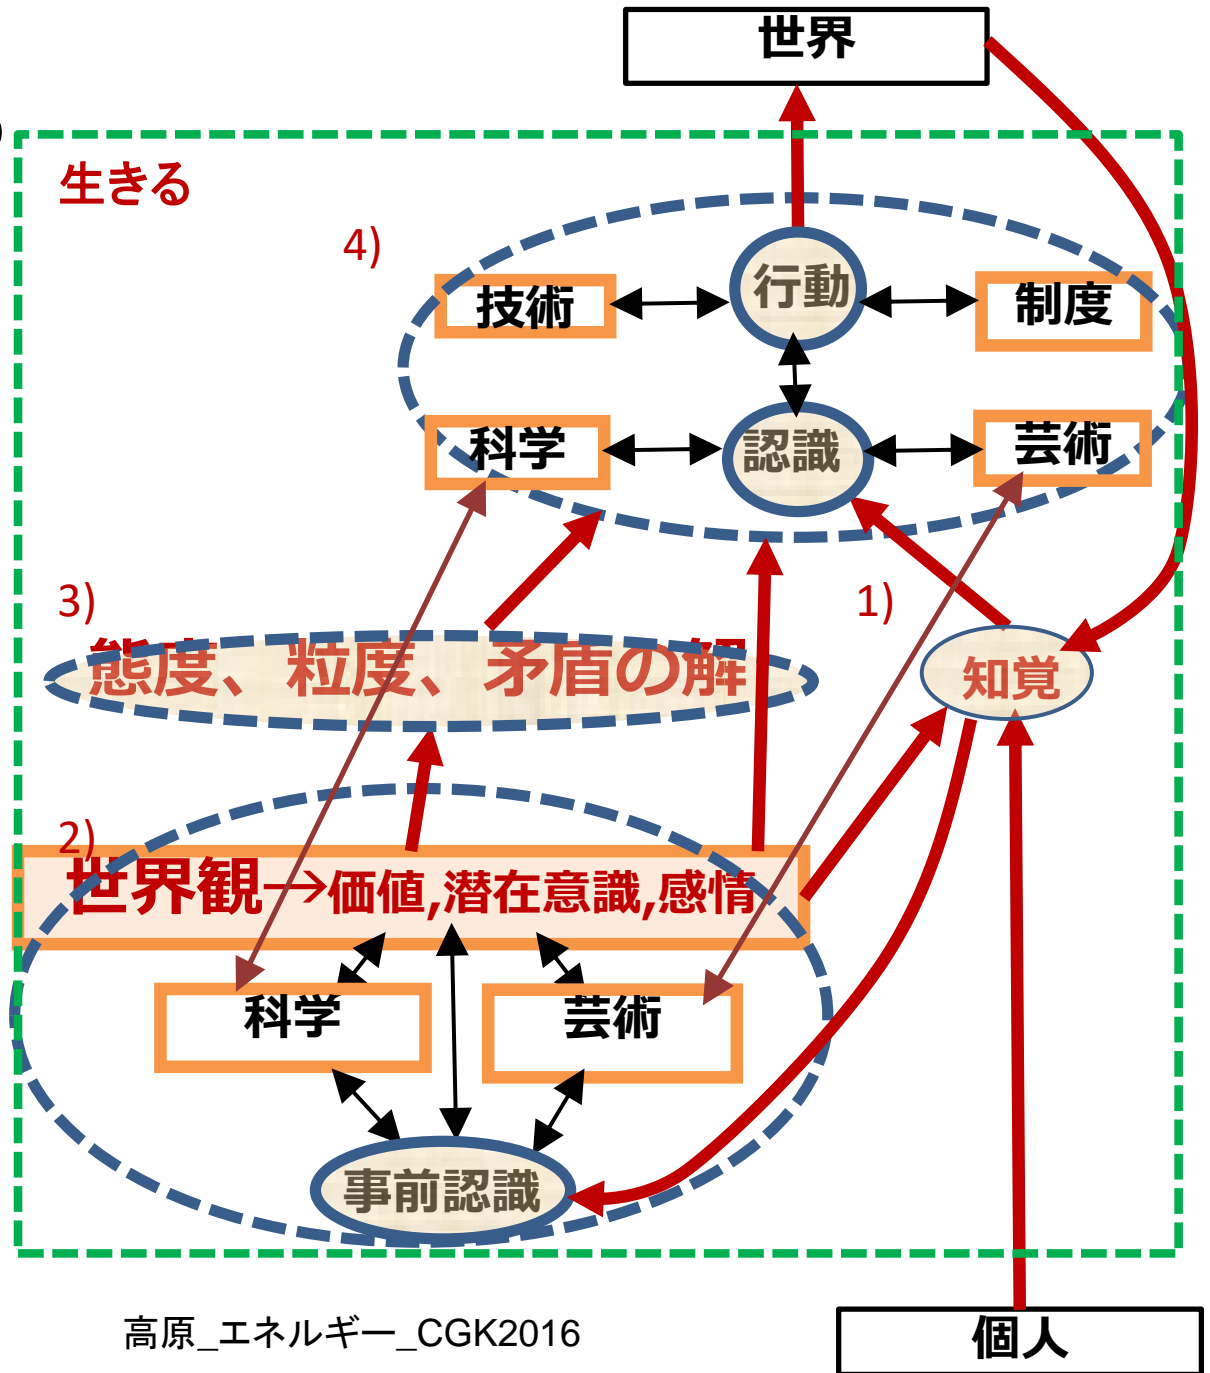 世界
)
生きる
4)
行動
技術
制度
科学
認識
芸術
3)
1)
態度、粒度、矛盾の解
知覚
2)
世界観→価値,潜在意識,感情
科学
芸術
事前認識
高原_エネルギー_CGK2016
個人